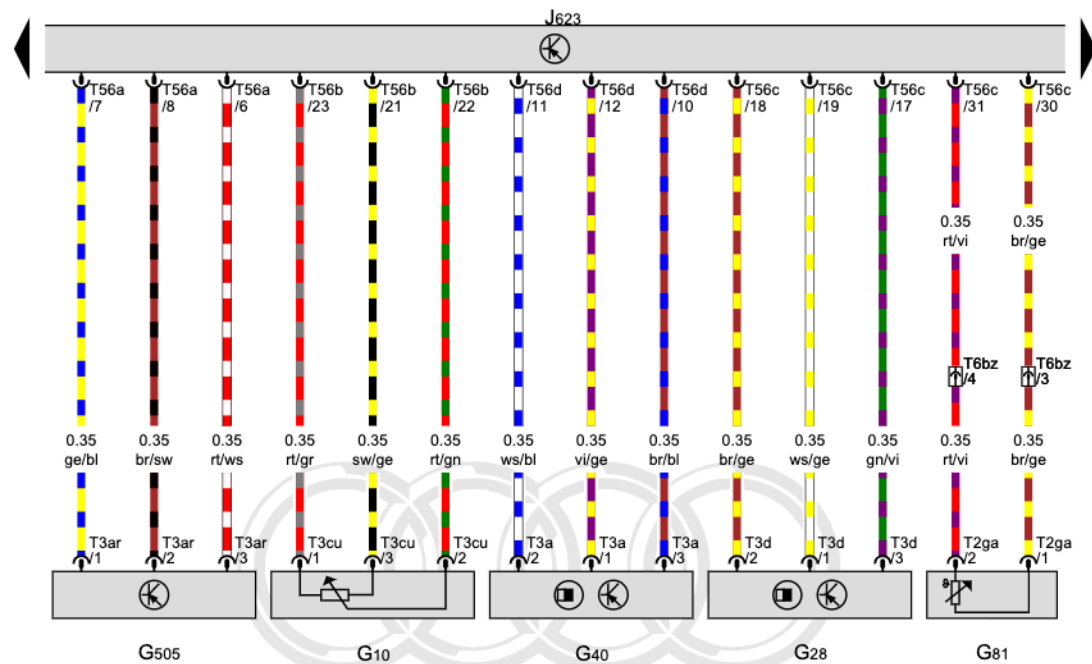 J623
T56a T56a T56a T56b T56b T56b T56d T56d T56d T56c T56c T56c T56c T56c
/7 /8 /6 /23 /21 /22 /11 /12 /10 /18 /19 /17 /31 /30
0.35 0.35
rt/vi br/ge
T6bz T6bz
/4 /3
0.35 0.35 0.35 0.35 0.35 0.35 0.35 0.35 0.35 0.35 0.35 0.35 0.35 0.35
ge/bl br/sw rt/ws rt/gr sw/ge rt/gn ws/bl vi/ge br/bl br/ge ws/ge gn/vi rt/vi br/ge
T3ar T3ar T3ar T3cu T3cu T3cu T3a T3a T3a T3d T3d T3d T2ga T2ga
/1 /2 /3 /1 /3 /2 /2 /1 /3 /2 /1 /3 /2 /1
ϑ
G505 G10 G40 G28 G81